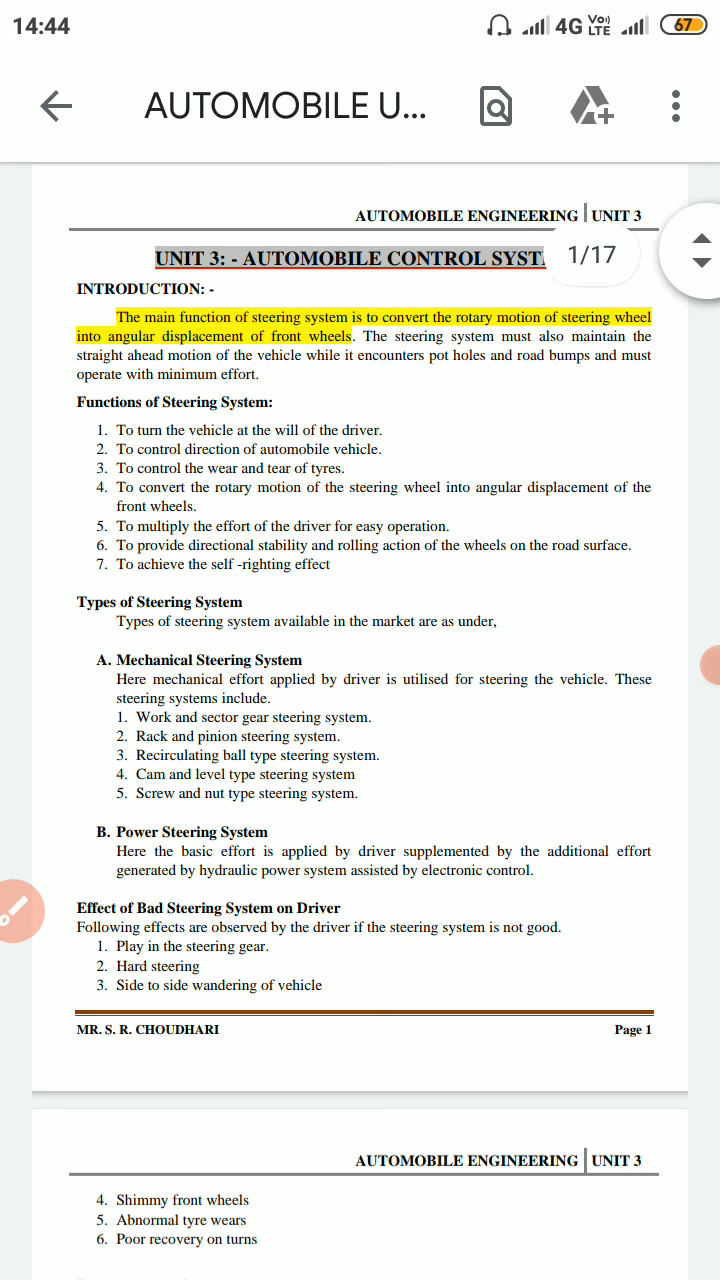 14:44
4G Vo)) LTE 67
AUTOMOBILE U...
AUTOMOBILE ENGINEERING UNIT 3
UNIT 3: - AUTOMOBILE CONTROL SYST
1/17
INTRODUCTION: -
The main function of steering system is to convert the rotary motion of steering wheel
into angular displacement of front wheels. The steering system must also maintain the
straight ahead motion of the vehicle while it encounters pot holes and road bumps and must
operate with minimum effort.
Functions of Steering System:
1. To turn the vehicle at the will of the driver.
2. To control direction of automobile vehicle.
3. To control the wear and tear of tyres.
4. To convert the rotary motion of the steering wheel into angular displacement of the
front wheels.
5. To multiply the effort of the driver for easy operation.
6. To provide directional stability and rolling action of the wheels on the road surface.
7. To achieve the self -righting effect
Types of Steering System
Types of steering system available in the market are as under,
A. Mechanical Steering System
Here mechanical effort applied by driver is utilised for steering the vehicle. These
steering systems include.
1. Work and sector gear steering system.
2. Rack and pinion steering system.
3. Recirculating ball type steering system.
4. Cam and level type steering system
5. Screw and nut type steering system.
B. Power Steering System
Here the basic effort is applied by driver supplemented by the additional effort
generated by hydraulic power system assisted by electronic control.
Effect of Bad Steering System on Driver
Following effects are observed by the driver if the steering system is not good.
1. Play in the steering gear.
2. Hard steering
3. Side to side wandering of vehicle
MR. S. R. CHOUDHARI Page 1
AUTOMOBILE ENGINEERING UNIT 3
4. Shimmy front wheels
5. Abnormal tyre wears
6. Poor recovery on turns